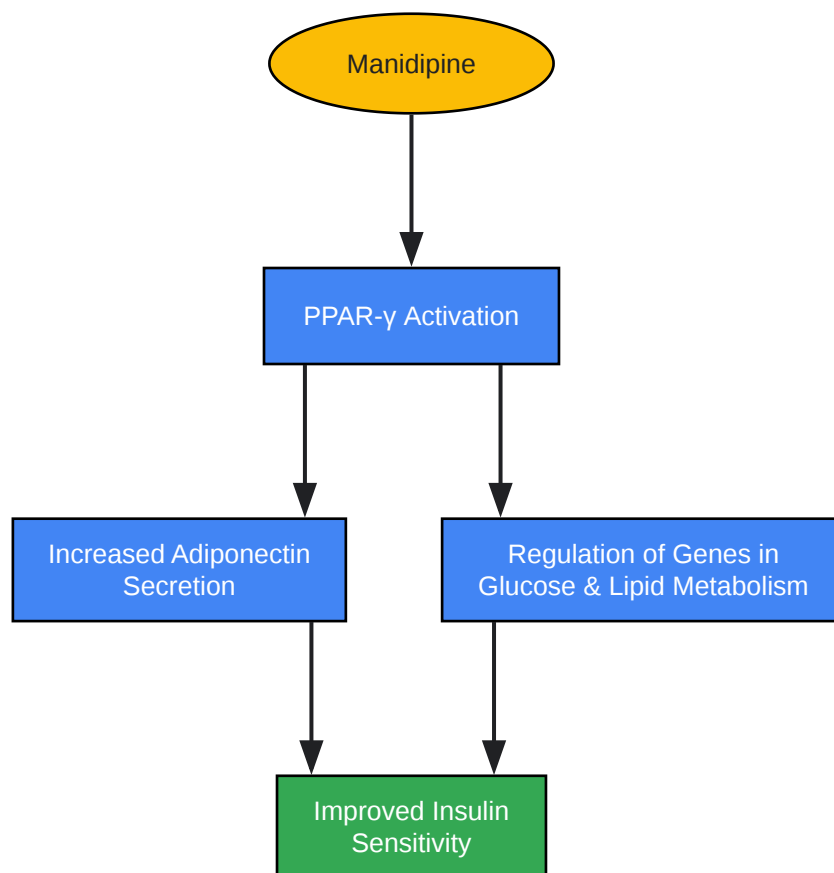 Manidipine
PPAR-γ Activation
Increased Adiponectin
Secretion
Regulation of Genes in
Glucose & Lipid Metabolism
Improved Insulin
Sensitivity